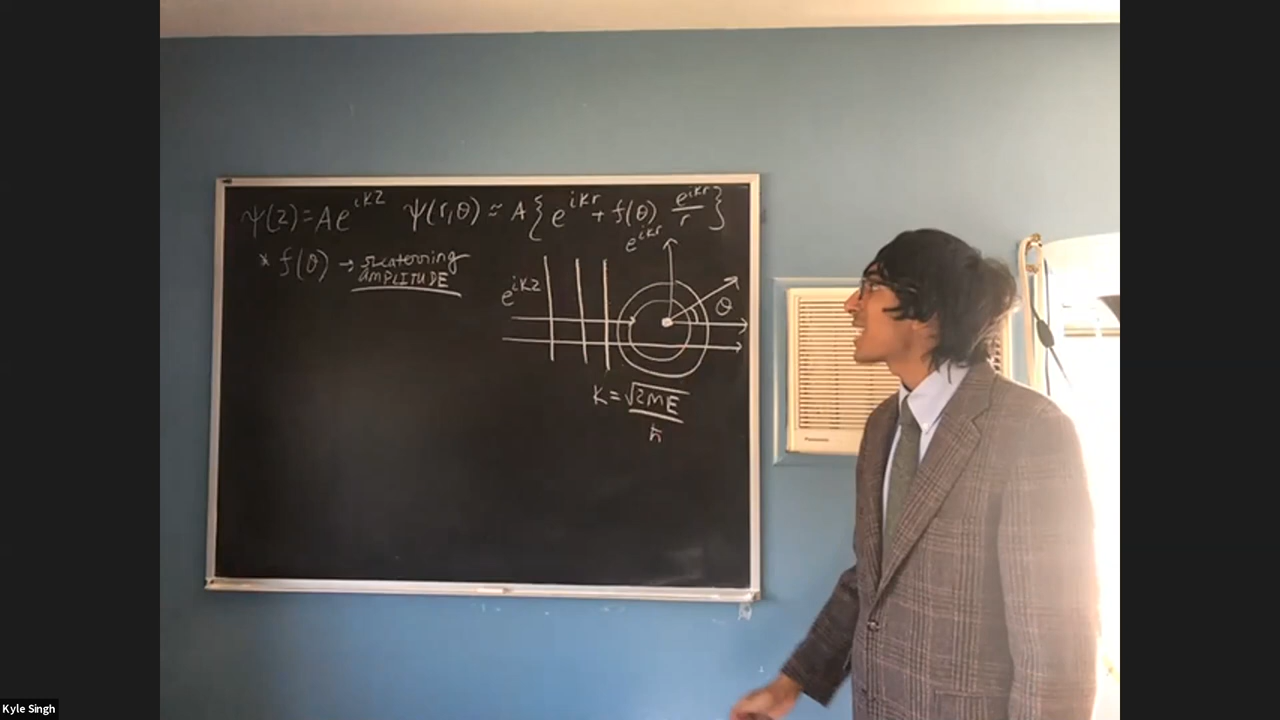 ψ(z)=Ae^{ikz} ψ(r,θ)≈A{e^{ikr}+f(θ) e^{ikr}/r}
* f(θ) → scattering
AMPLITUDE
e^{ikr}
e^{ikz}
θ
K=√2ME/ħ
Panasonic
Kyle Singh